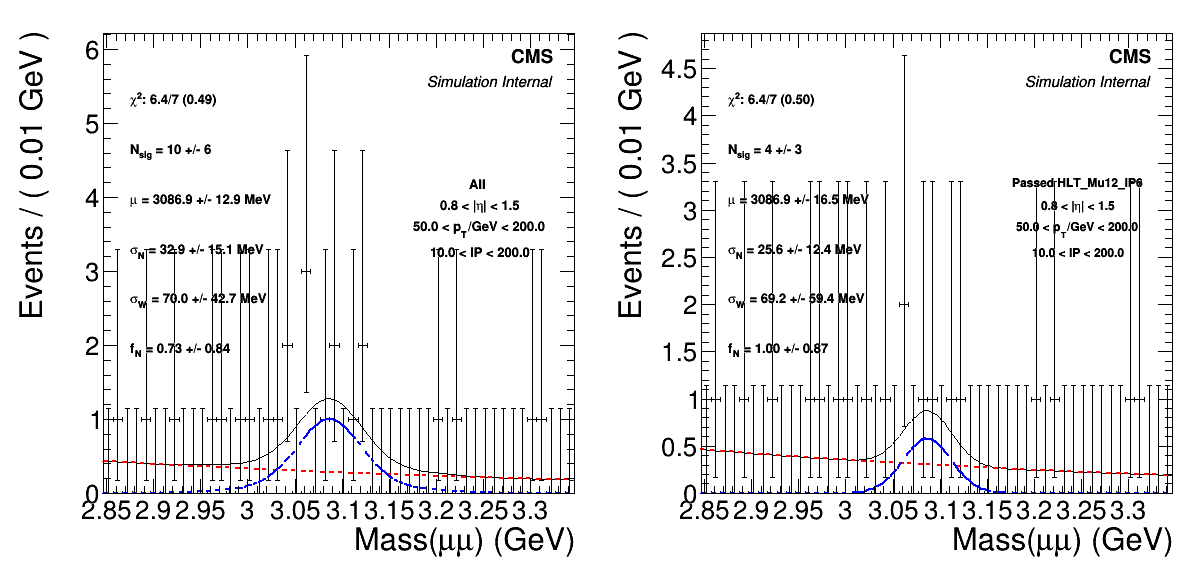 CMS
Simulation Internal
χ²: 6.4/7 (0.49)
N_sig = 10 +/- 6
μ = 3086.9 +/- 12.9 MeV
σ_N = 32.9 +/- 15.1 MeV
σ_W = 70.0 +/- 42.7 MeV
f_N = 0.73 +/- 0.84
All
0.8 < |η| < 1.5
50.0 < p_T/GeV < 200.0
10.0 < IP < 200.0
Events / ( 0.01 GeV )
6
5
4
3
2
1
0
2.85 2.9 2.95 3 3.05 3.1 3.15 3.2 3.25 3.3
Mass(μμ) (GeV)
CMS
Simulation Internal
χ²: 6.4/7 (0.50)
N_sig = 4 +/- 3
μ = 3086.9 +/- 16.5 MeV
σ_N = 25.6 +/- 12.4 MeV
σ_W = 69.2 +/- 59.4 MeV
f_N = 1.00 +/- 0.87
Passed HLT_Mu12_IP6
0.8 < |η| < 1.5
50.0 < p_T/GeV < 200.0
10.0 < IP < 200.0
Events / ( 0.01 GeV )
4.5
4
3.5
3
2.5
2
1.5
1
0.5
0
2.85 2.9 2.95 3 3.05 3.1 3.15 3.2 3.25 3.3
Mass(μμ) (GeV)